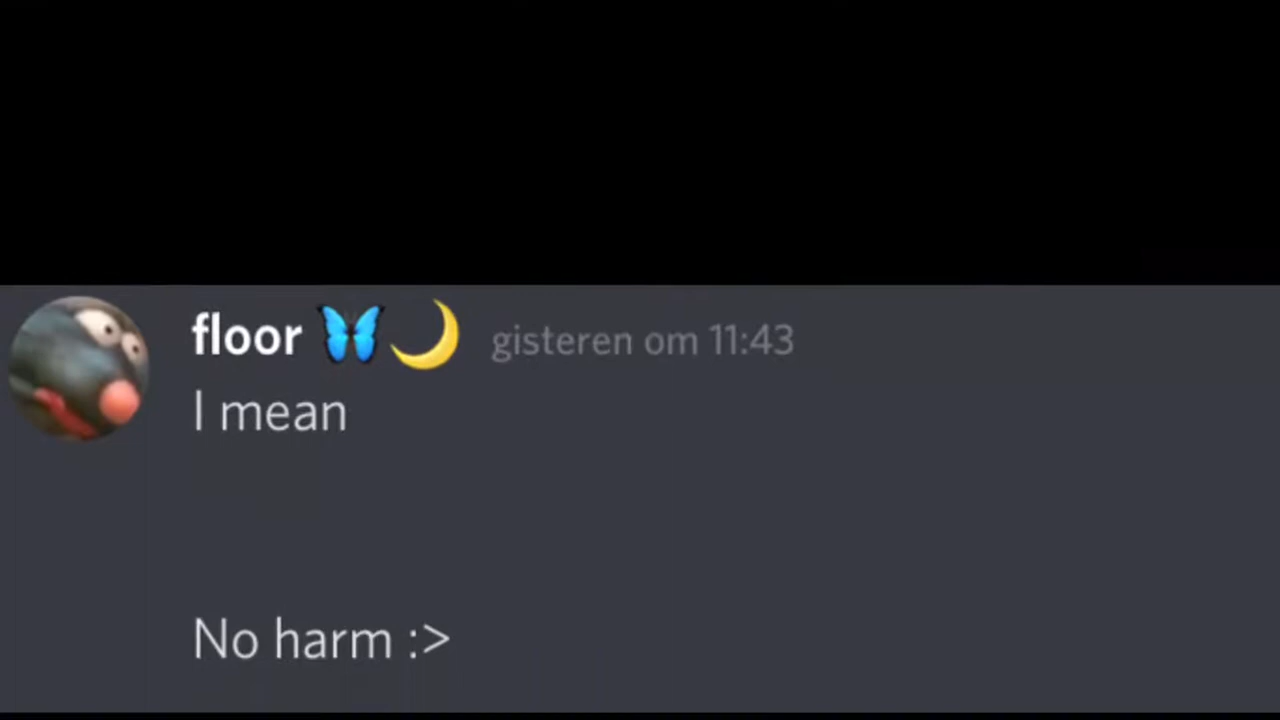 floor 🦋🌙 gisteren om 11:43
I mean
No harm :>